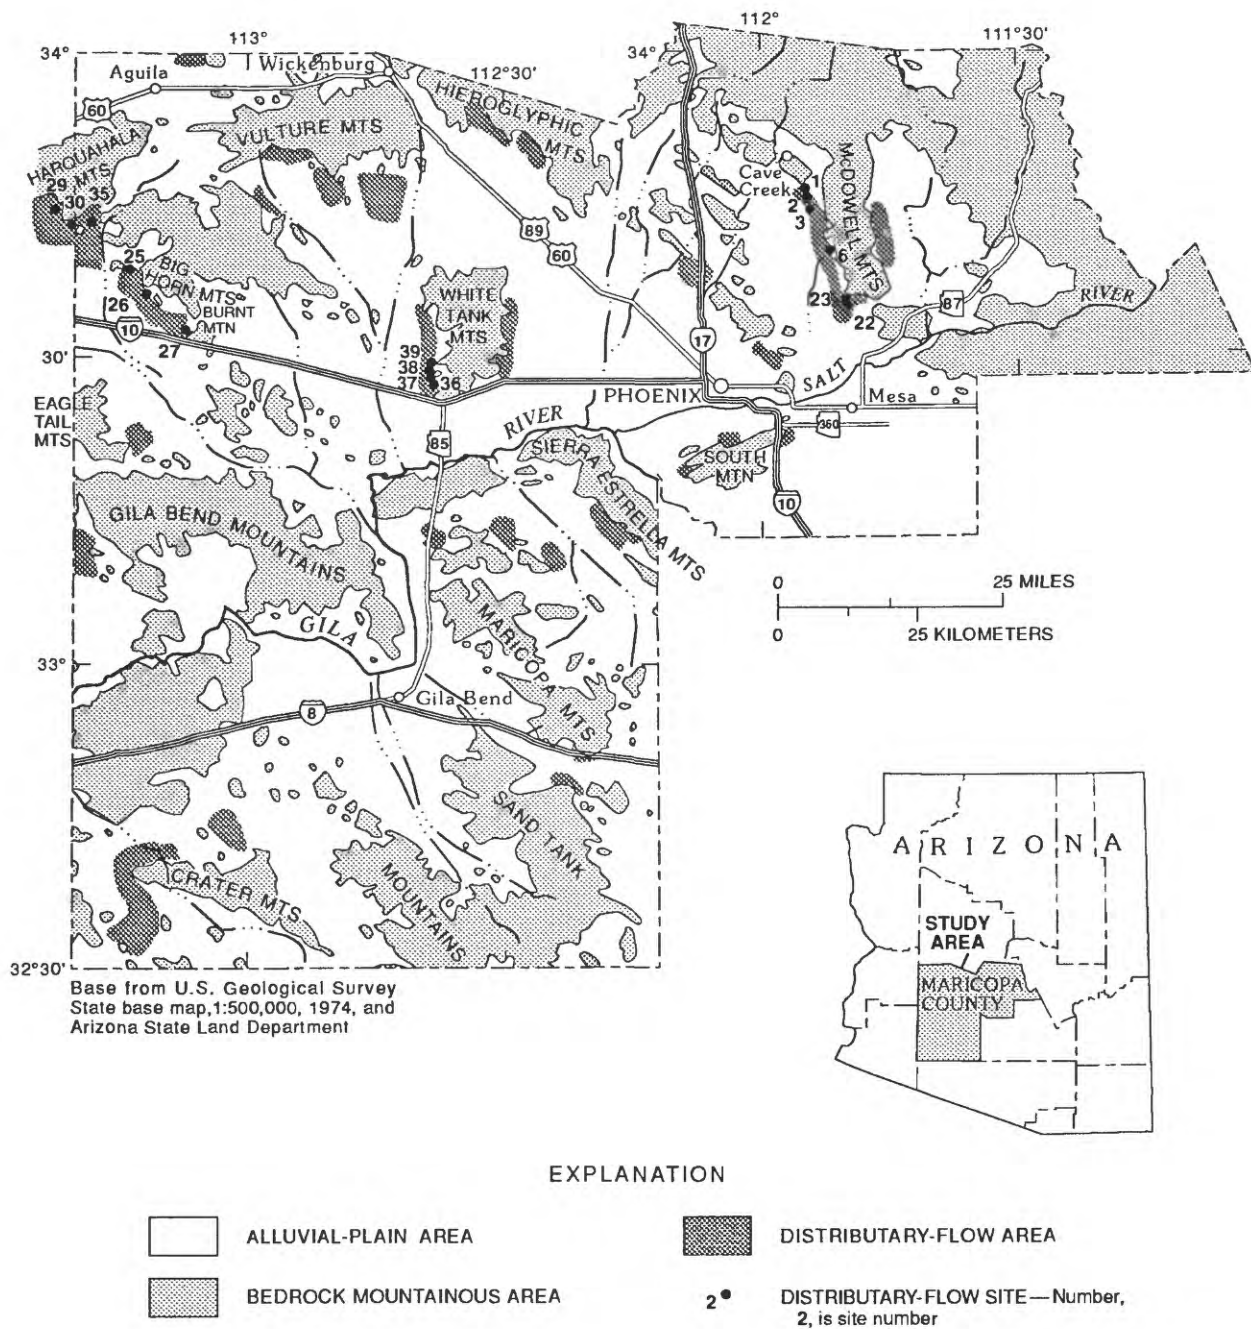 112°
113°
34°
34°
111°30'
Aguila
Wickenburg
112°30'
60
HIEROGLYPHIC
MTS
VULTURE MTS
HARQUAHALA
MTS
29
35
30
Cave
Creek
1
2
3
McDOWELL MTS
6
89
60
25
BIG
HORN MTS
26
BURNT
MTN
WHITE
TANK
MTS
23
22
87
RIVER
10
27
30'
39
38
37
36
17
SALT
PHOENIX
Mesa
EAGLE
TAIL
MTS
RIVER
360
85
SIERRA ESTRELLA MTS
SOUTH
MTN
10
GILA BEND MOUNTAINS
0 25 MILES
0 25 KILOMETERS
GILA
MARICOPA MTS
33°
Gila Bend
8
SAND TANK
MOUNTAINS
CRATER MTS
32°30'
Base from U.S. Geological Survey
State base map,1:500,000, 1974, and
Arizona State Land Department
ARIZONA
STUDY
AREA
MARICOPA
COUNTY
EXPLANATION
ALLUVIAL-PLAIN AREA
DISTRIBUTARY-FLOW AREA
BEDROCK MOUNTAINOUS AREA
2 DISTRIBUTARY-FLOW SITE—Number,
2, is site number